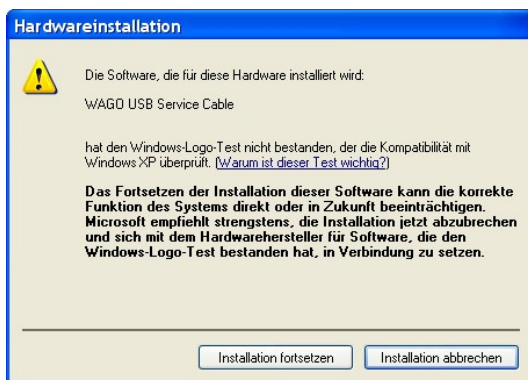 Hardwareinstallation
Die Software, die für diese Hardware installiert wird:
WAGO USB Service Cable
hat den Windows-Logo-Test nicht bestanden, der die Kompatibilität mit
Windows XP überprüft. (Warum ist dieser Test wichtig?)
Das Fortsetzen der Installation dieser Software kann die korrekte
Funktion des Systems direkt oder in Zukunft beeinträchtigen.
Microsoft empfiehlt strengstens, die Installation jetzt abzubrechen
und sich mit dem Hardwarehersteller für Software, die den
Windows-Logo-Test bestanden hat, in Verbindung zu setzen.
Installation fortsetzen Installation abbrechen